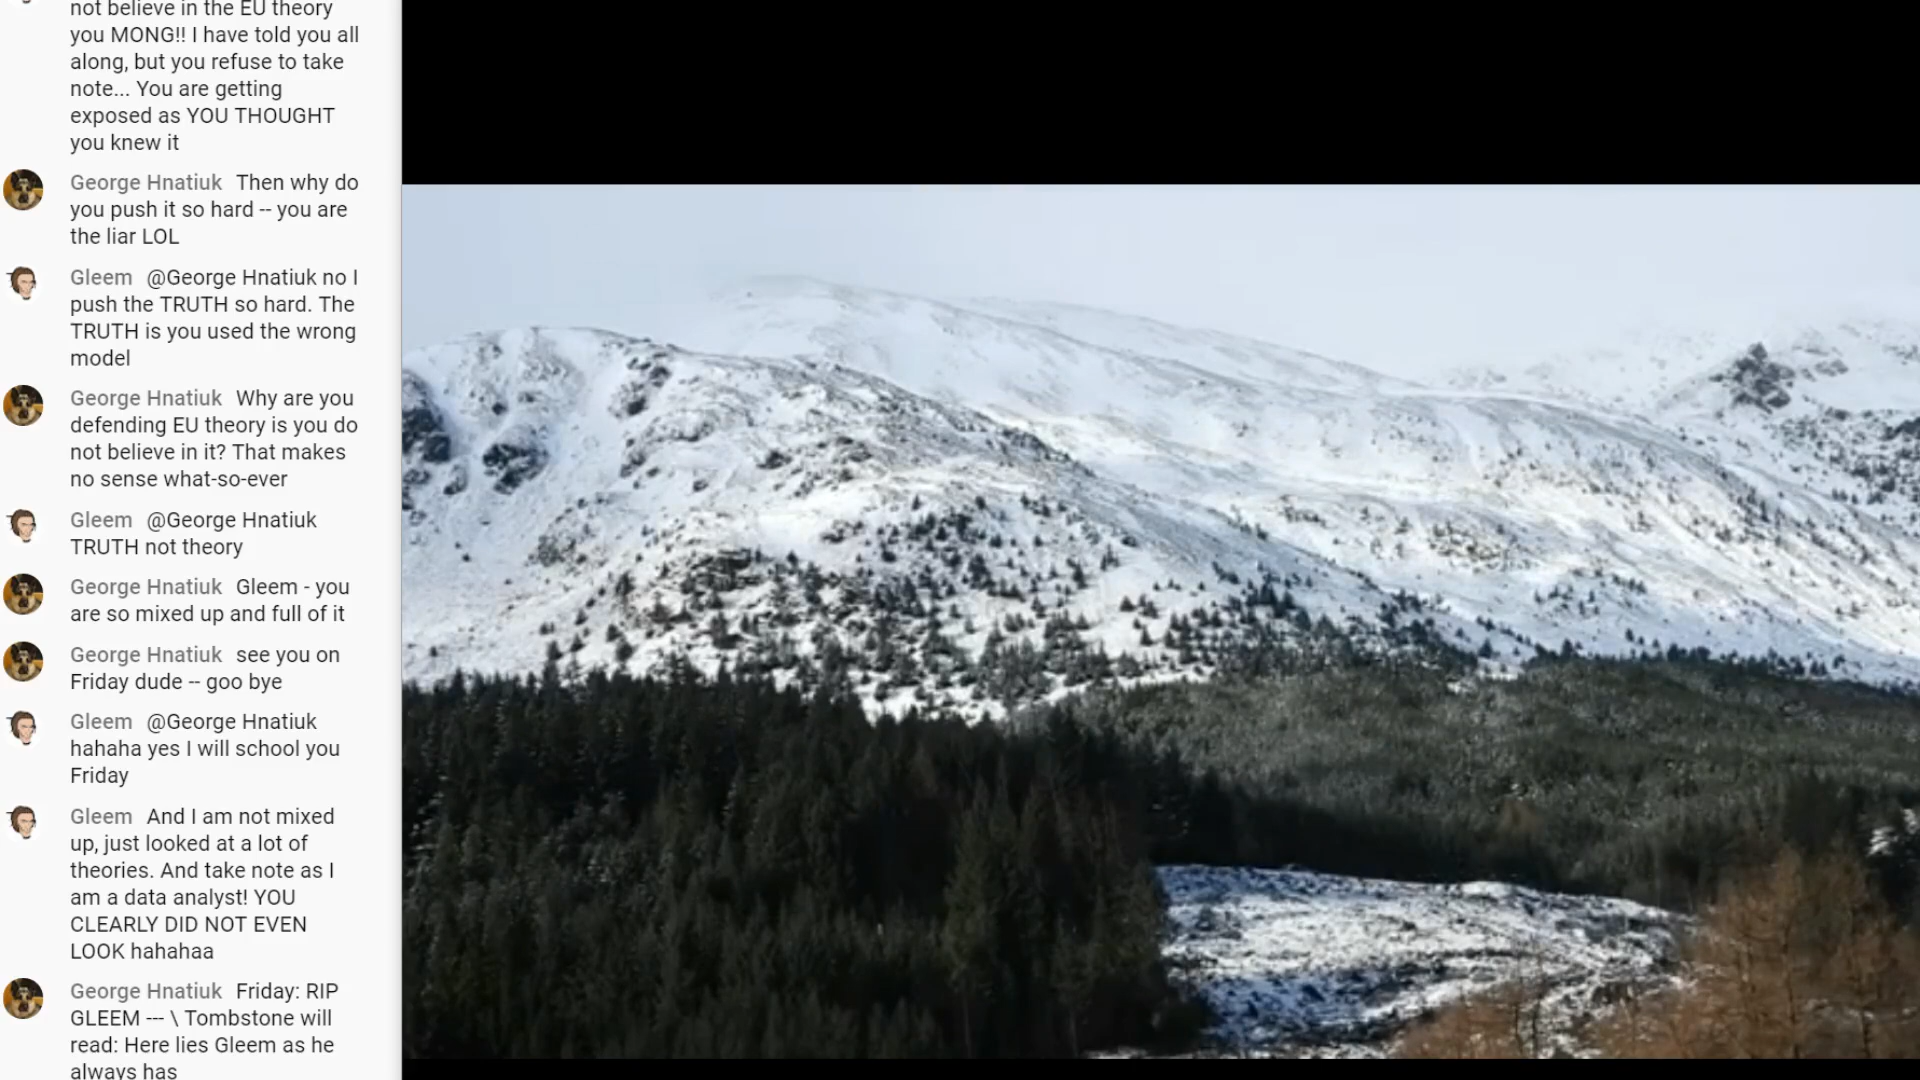 not believe in the EU theory
you MONG!! I have told you all
along, but you refuse to take
note... You are getting
exposed as YOU THOUGHT
you knew it
George Hnatiuk Then why do
you push it so hard -- you are
the liar LOL
Gleem @George Hnatiuk no I
push the TRUTH so hard. The
TRUTH is you used the wrong
model
George Hnatiuk Why are you
defending EU theory is you do
not believe in it? That makes
no sense what-so-ever
Gleem @George Hnatiuk
TRUTH not theory
George Hnatiuk Gleem - you
are so mixed up and full of it
George Hnatiuk see you on
Friday dude -- goo bye
Gleem @George Hnatiuk
hahaha yes I will school you
Friday
Gleem And I am not mixed
up, just looked at a lot of
theories. And take note as I
am a data analyst! YOU
CLEARLY DID NOT EVEN
LOOK hahahaa
George Hnatiuk Friday: RIP
GLEEM --- \ Tombstone will
read: Here lies Gleem as he
always has